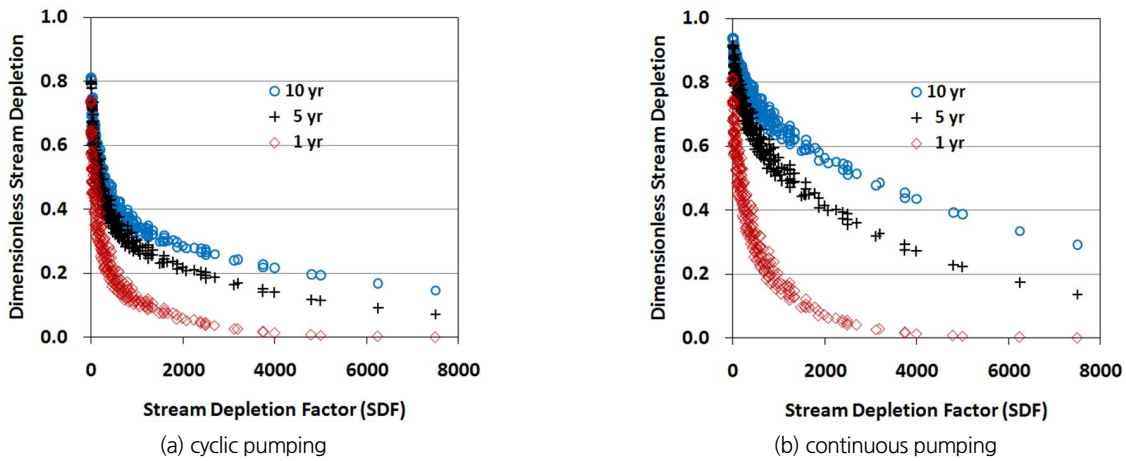 Dimensionless Stream Depletion
1.0
0.8
0.6
0.4
0.2
0.0
10 yr
5 yr
1 yr
0
2000
4000
6000
8000
Stream Depletion Factor (SDF)
(a) cyclic pumping
Dimensionless Stream Depletion
1.0
0.8
0.6
0.4
0.2
0.0
10 yr
5 yr
1 yr
0
2000
4000
6000
8000
Stream Depletion Factor (SDF)
(b) continuous pumping